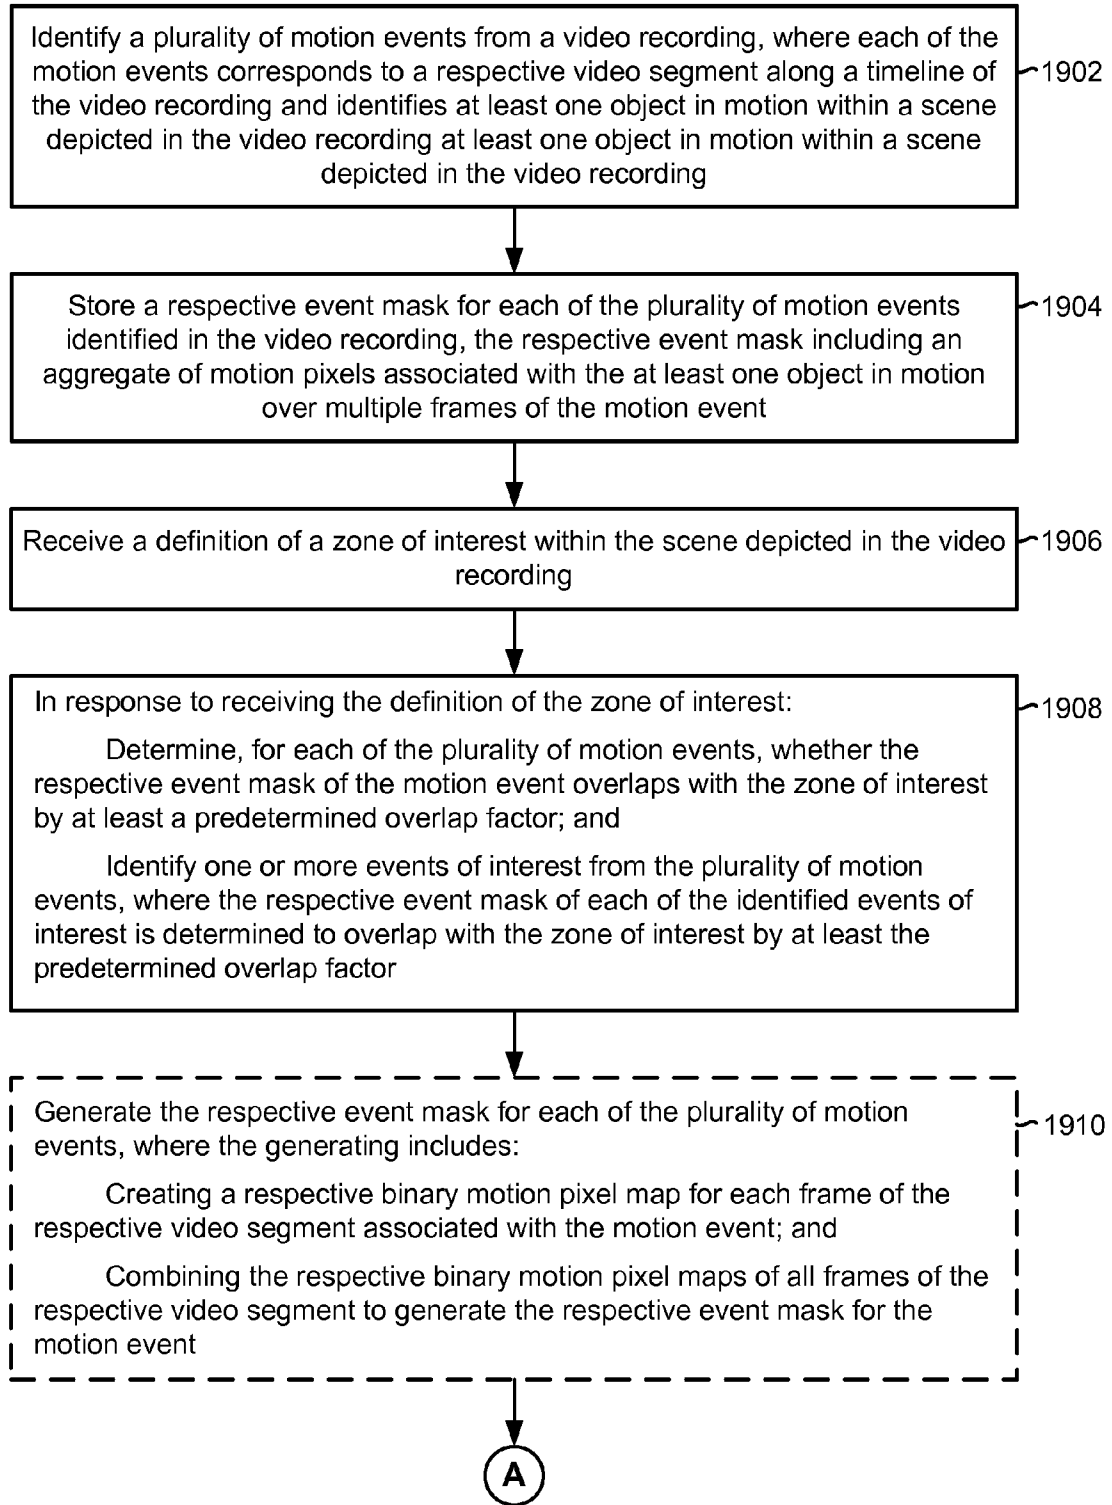 Identify a plurality of motion events from a video recording, where each of the
motion events corresponds to a respective video segment along a timeline of
the video recording and identifies at least one object in motion within a scene
depicted in the video recording at least one object in motion within a scene
depicted in the video recording
1902
Store a respective event mask for each of the plurality of motion events
identified in the video recording, the respective event mask including an
aggregate of motion pixels associated with the at least one object in motion
over multiple frames of the motion event
1904
Receive a definition of a zone of interest within the scene depicted in the video
recording
1906
In response to receiving the definition of the zone of interest:
Determine, for each of the plurality of motion events, whether the
respective event mask of the motion event overlaps with the zone of interest
by at least a predetermined overlap factor; and
Identify one or more events of interest from the plurality of motion
events, where the respective event mask of each of the identified events of
interest is determined to overlap with the zone of interest by at least the
predetermined overlap factor
1908
Generate the respective event mask for each of the plurality of motion
events, where the generating includes:
Creating a respective binary motion pixel map for each frame of the
respective video segment associated with the motion event; and
Combining the respective binary motion pixel maps of all frames of the
respective video segment to generate the respective event mask for the
motion event
1910
A